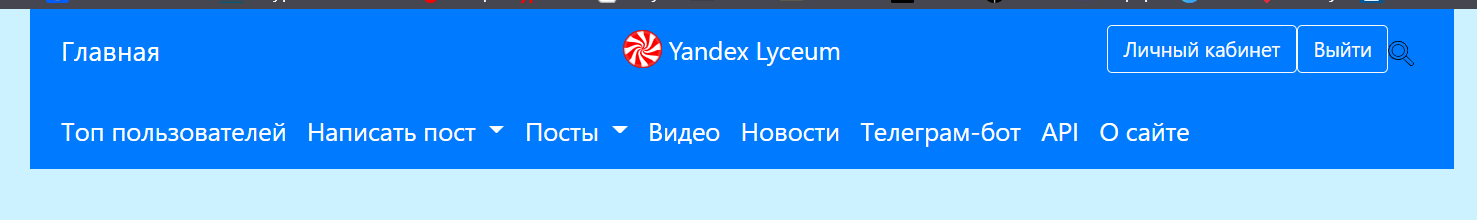 Главная Yandex Lyceum Личный кабинет Выйти
Топ пользователей Написать пост Посты Видео Новости Телеграм-бот API О сайте